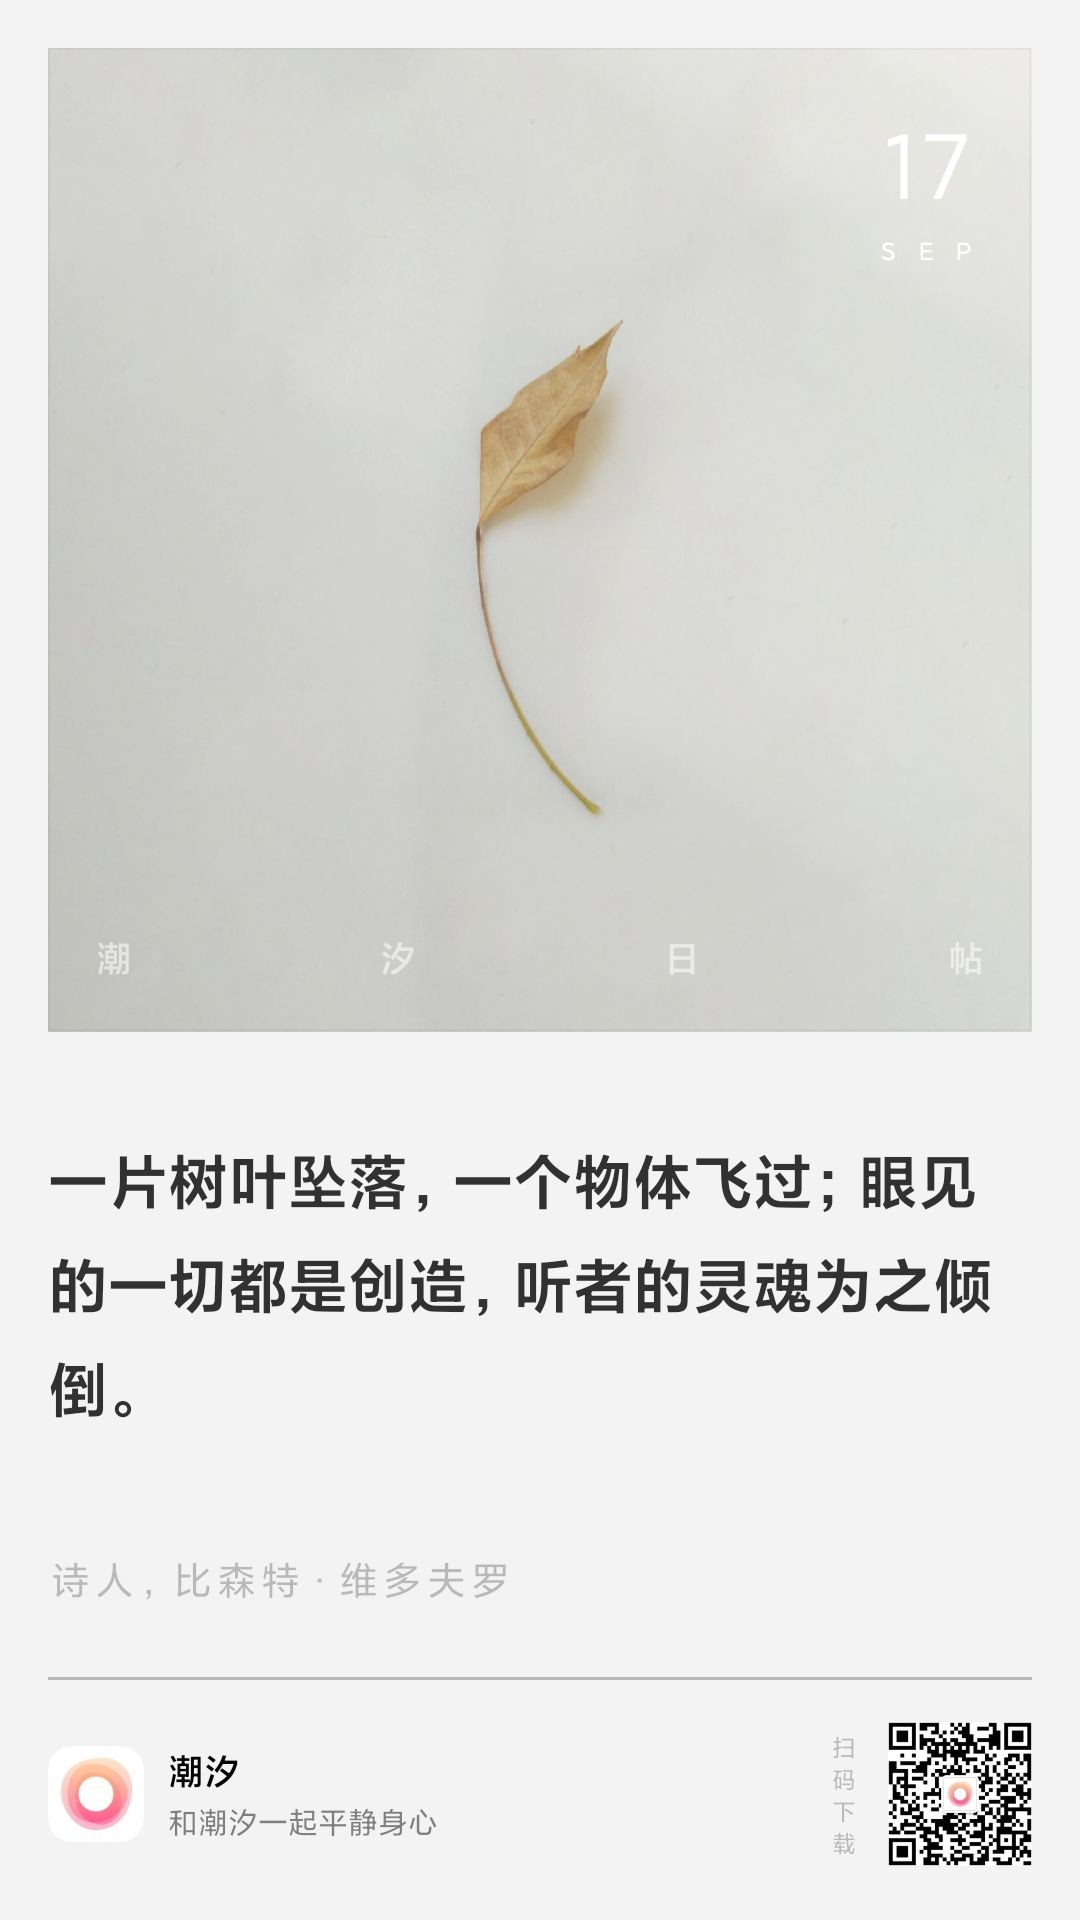 17
SEP
潮汐日帖
一片树叶坠落，一个物体飞过；眼见
的一切都是创造，听者的灵魂为之倾
倒。
诗人，比森特·维多夫罗
潮汐
和潮汐一起平静身心
扫码下载